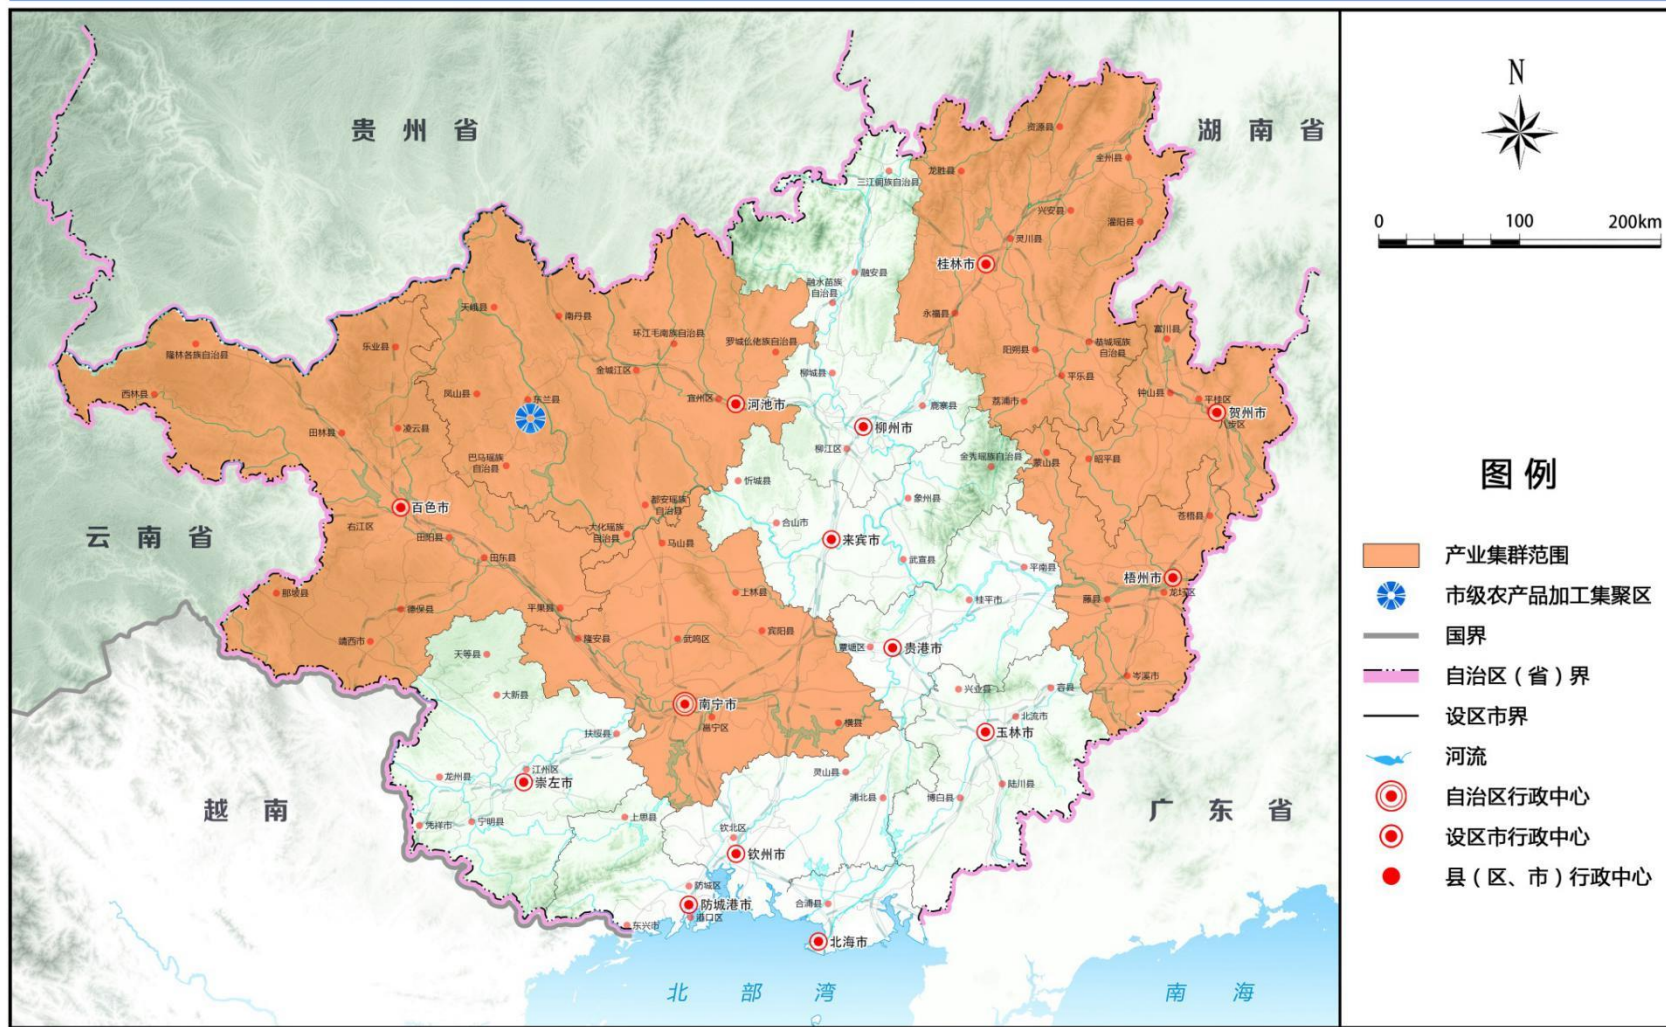 N
0 100 200km
贵州省
湖南省
云南省
越南
广东省
北部湾
南海
资源县
全州县
龙胜县
三江侗族自治县
兴安县
灌阳县
灵川县
桂林市
融安县
融水苗族
自治县
永福县
阳朔县
恭城瑶族
自治县
富川县
平乐县
荔浦市
钟山县
平桂区
贺州市
八步区
天峨县
南丹县
环江毛南族自治县
罗城仫佬族自治县
乐业县
隆林各族自治县
金城江区
西林县
凤山县
东兰县
宜州区
河池市
柳城县
鹿寨县
柳州市
柳江区
金秀瑶族自治县
蒙山县
昭平县
田林县
凌云县
巴马瑶族
自治县
忻城县
象州县
百色市
右江区
都安瑶族
自治县
大化瑶族
自治县
合山市
来宾市
苍梧县
田阳县
田东县
马山县
武宣县
平南县
梧州市
龙圩区
藤县
那坡县
德保县
平果县
上林县
桂平市
靖西市
隆安县
武鸣区
宾阳县
覃塘区
贵港市
天等县
大新县
岑溪市
兴业县
容县
北流市
玉林市
南宁市
邕宁区
横县
扶绥县
江州区
崇左市
龙州县
灵山县
浦北县
博白县
陆川县
凭祥市
宁明县
上思县
钦北区
钦州市
防城区
防城港市
港口区
东兴市
合浦县
北海市
图例
产业集群范围
市级农产品加工集聚区
国界
自治区（省）界
设区市界
河流
自治区行政中心
设区市行政中心
县（区、市）行政中心